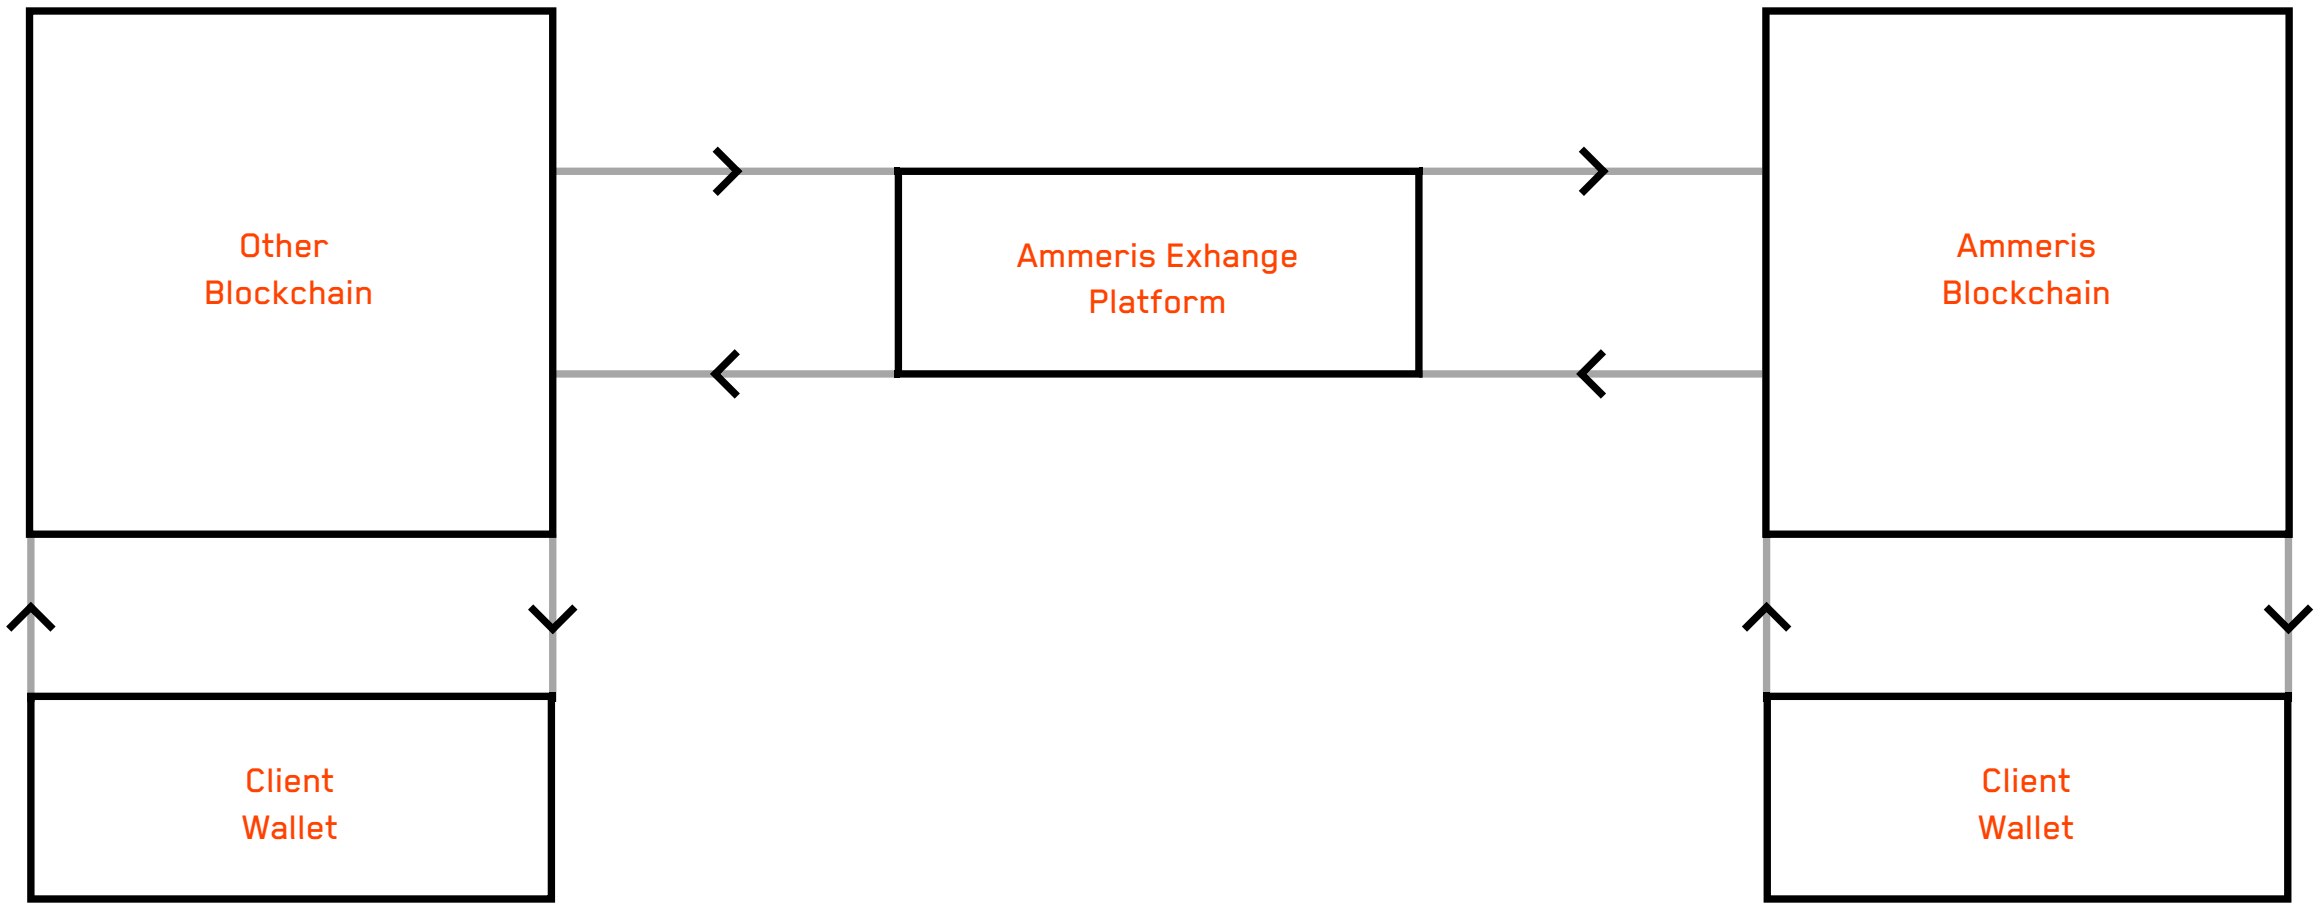 Other
Blockchain
Ammeris Exhange
Platform
Ammeris
Blockchain
Client
Wallet
Client
Wallet